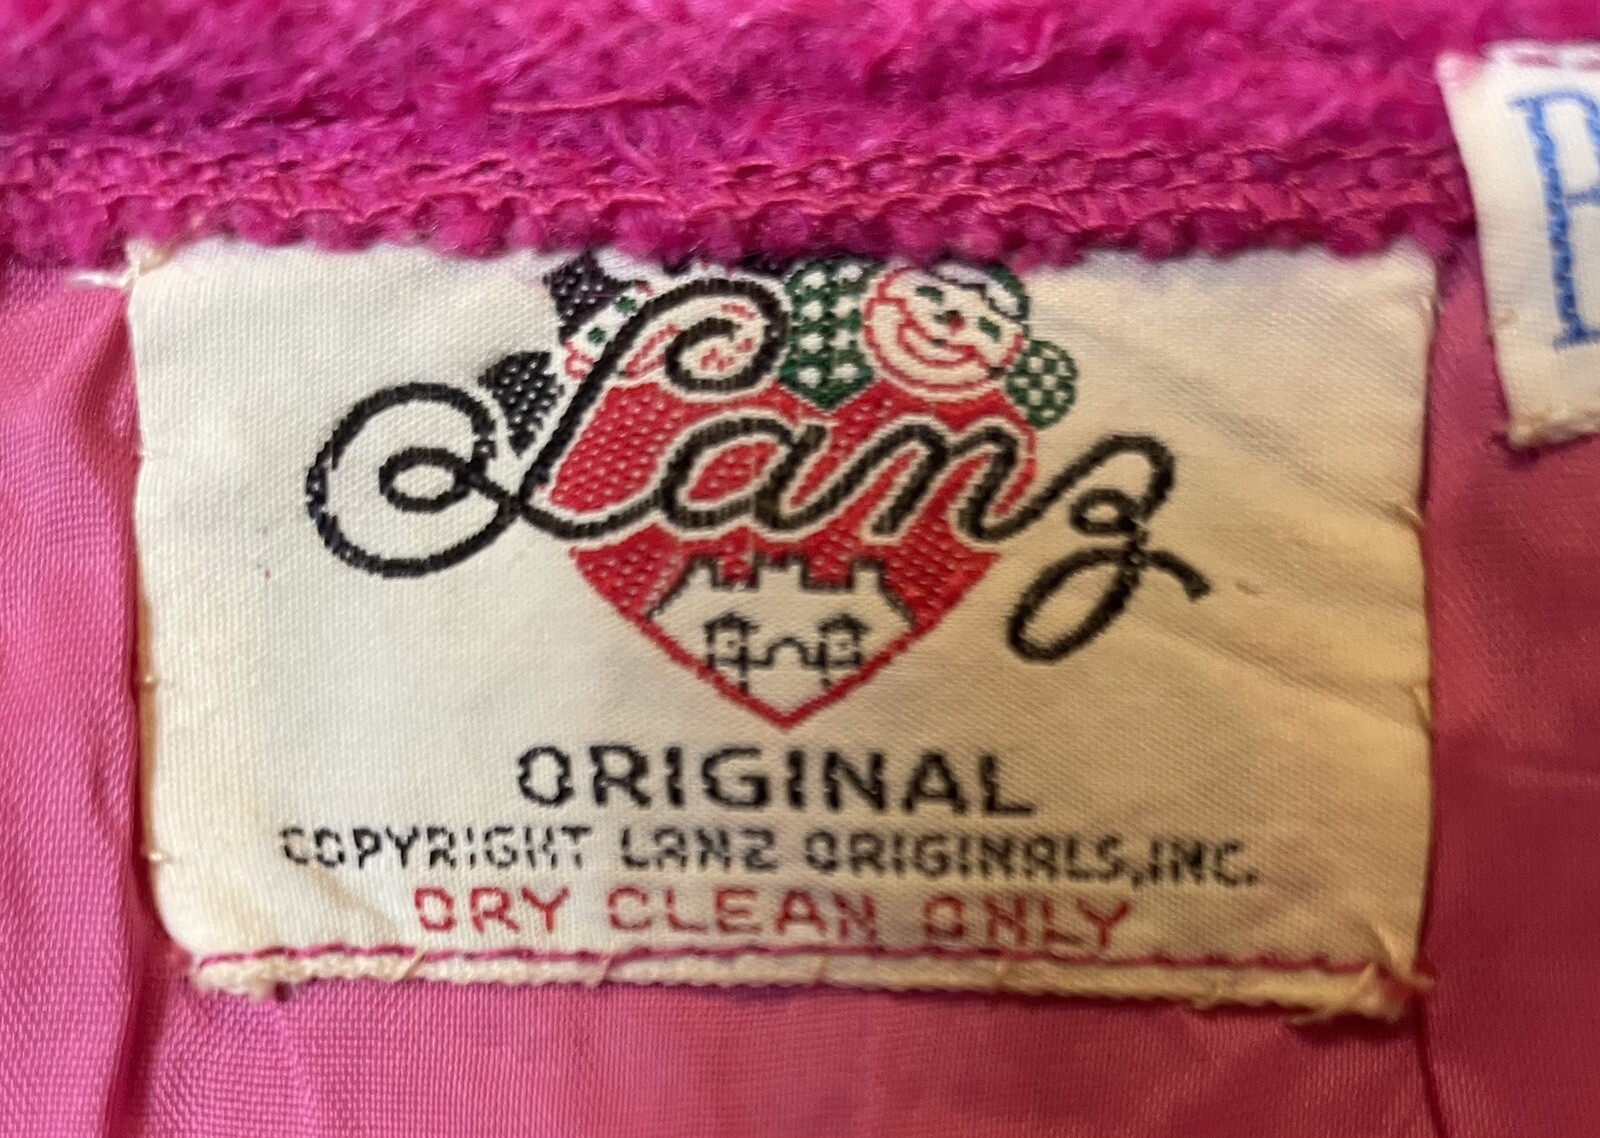 Lanz
ORIGINAL
COPYRIGHT LANZ ORIGINALS, INC.
DRY CLEAN ONLY